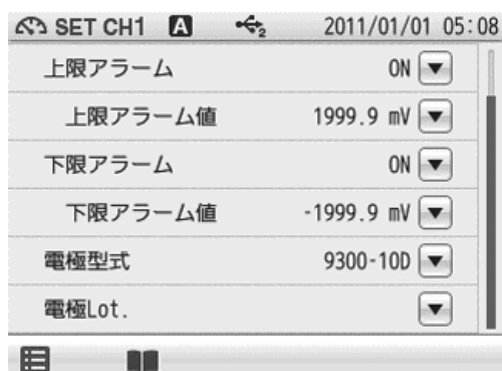 SET CH1 A 2 2011/01/01 05:08
上限アラーム ON
上限アラーム値 1999.9 mV
下限アラーム ON
下限アラーム値 -1999.9 mV
電極型式 9300-10D
電極Lot.